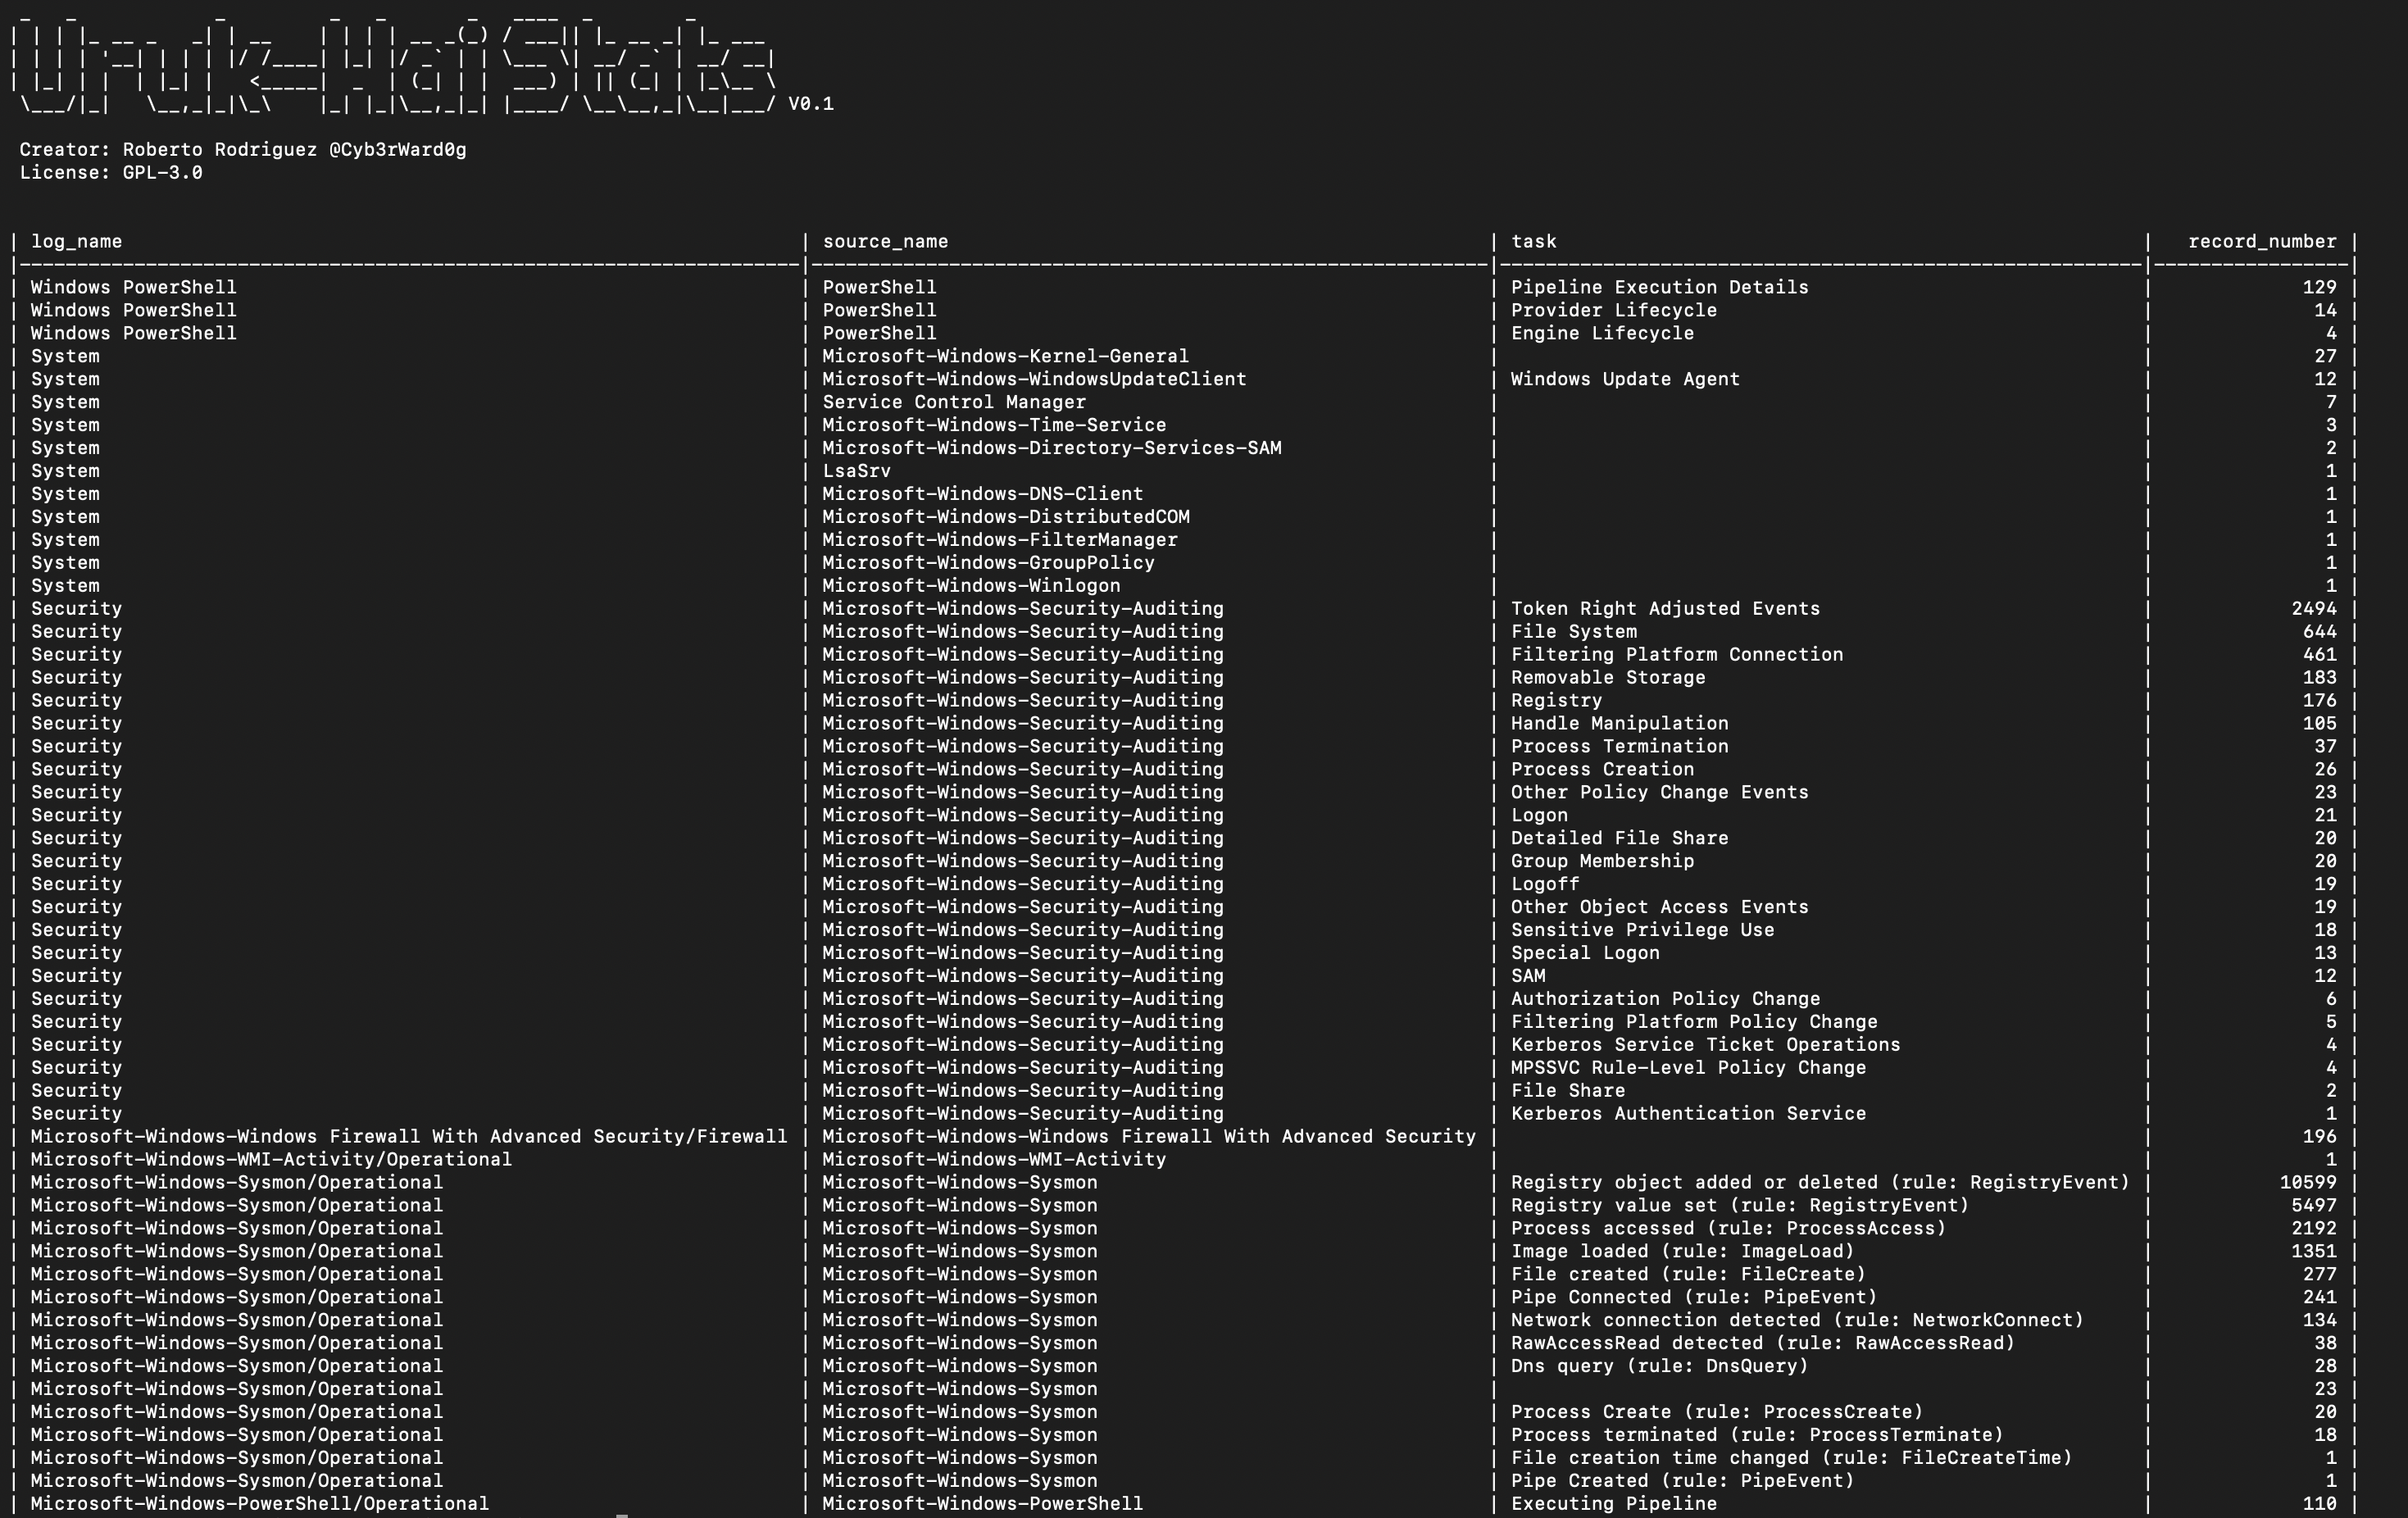 Uruk-Hai Stats V0.1
Creator: Roberto Rodriguez @Cyb3rWard0g
License: GPL-3.0
| log_name | source_name | task | record_number |
| Windows PowerShell | PowerShell | Pipeline Execution Details | 129 |
| Windows PowerShell | PowerShell | Provider Lifecycle | 14 |
| Windows PowerShell | PowerShell | Engine Lifecycle | 4 |
| System | Microsoft-Windows-Kernel-General | | 27 |
| System | Microsoft-Windows-WindowsUpdateClient | Windows Update Agent | 12 |
| System | Service Control Manager | | 7 |
| System | Microsoft-Windows-Time-Service | | 3 |
| System | Microsoft-Windows-Directory-Services-SAM | | 2 |
| System | LsaSrv | | 1 |
| System | Microsoft-Windows-DNS-Client | | 1 |
| System | Microsoft-Windows-DistributedCOM | | 1 |
| System | Microsoft-Windows-FilterManager | | 1 |
| System | Microsoft-Windows-GroupPolicy | | 1 |
| System | Microsoft-Windows-Winlogon | | 1 |
| Security | Microsoft-Windows-Security-Auditing | Token Right Adjusted Events | 2494 |
| Security | Microsoft-Windows-Security-Auditing | File System | 644 |
| Security | Microsoft-Windows-Security-Auditing | Filtering Platform Connection | 461 |
| Security | Microsoft-Windows-Security-Auditing | Removable Storage | 183 |
| Security | Microsoft-Windows-Security-Auditing | Registry | 176 |
| Security | Microsoft-Windows-Security-Auditing | Handle Manipulation | 105 |
| Security | Microsoft-Windows-Security-Auditing | Process Termination | 37 |
| Security | Microsoft-Windows-Security-Auditing | Process Creation | 26 |
| Security | Microsoft-Windows-Security-Auditing | Other Policy Change Events | 23 |
| Security | Microsoft-Windows-Security-Auditing | Logon | 21 |
| Security | Microsoft-Windows-Security-Auditing | Detailed File Share | 20 |
| Security | Microsoft-Windows-Security-Auditing | Group Membership | 20 |
| Security | Microsoft-Windows-Security-Auditing | Logoff | 19 |
| Security | Microsoft-Windows-Security-Auditing | Other Object Access Events | 19 |
| Security | Microsoft-Windows-Security-Auditing | Sensitive Privilege Use | 18 |
| Security | Microsoft-Windows-Security-Auditing | Special Logon | 13 |
| Security | Microsoft-Windows-Security-Auditing | SAM | 12 |
| Security | Microsoft-Windows-Security-Auditing | Authorization Policy Change | 6 |
| Security | Microsoft-Windows-Security-Auditing | Filtering Platform Policy Change | 5 |
| Security | Microsoft-Windows-Security-Auditing | Kerberos Service Ticket Operations | 4 |
| Security | Microsoft-Windows-Security-Auditing | MPSSVC Rule-Level Policy Change | 4 |
| Security | Microsoft-Windows-Security-Auditing | File Share | 2 |
| Security | Microsoft-Windows-Security-Auditing | Kerberos Authentication Service | 1 |
| Microsoft-Windows-Windows Firewall With Advanced Security/Firewall | Microsoft-Windows-Windows Firewall With Advanced Security | | 196 |
| Microsoft-Windows-WMI-Activity/Operational | Microsoft-Windows-WMI-Activity | | 1 |
| Microsoft-Windows-Sysmon/Operational | Microsoft-Windows-Sysmon | Registry object added or deleted (rule: RegistryEvent) | 10599 |
| Microsoft-Windows-Sysmon/Operational | Microsoft-Windows-Sysmon | Registry value set (rule: RegistryEvent) | 5497 |
| Microsoft-Windows-Sysmon/Operational | Microsoft-Windows-Sysmon | Process accessed (rule: ProcessAccess) | 2192 |
| Microsoft-Windows-Sysmon/Operational | Microsoft-Windows-Sysmon | Image loaded (rule: ImageLoad) | 1351 |
| Microsoft-Windows-Sysmon/Operational | Microsoft-Windows-Sysmon | File created (rule: FileCreate) | 277 |
| Microsoft-Windows-Sysmon/Operational | Microsoft-Windows-Sysmon | Pipe Connected (rule: PipeEvent) | 241 |
| Microsoft-Windows-Sysmon/Operational | Microsoft-Windows-Sysmon | Network connection detected (rule: NetworkConnect) | 134 |
| Microsoft-Windows-Sysmon/Operational | Microsoft-Windows-Sysmon | RawAccessRead detected (rule: RawAccessRead) | 38 |
| Microsoft-Windows-Sysmon/Operational | Microsoft-Windows-Sysmon | Dns query (rule: DnsQuery) | 28 |
| Microsoft-Windows-Sysmon/Operational | Microsoft-Windows-Sysmon | | 23 |
| Microsoft-Windows-Sysmon/Operational | Microsoft-Windows-Sysmon | Process Create (rule: ProcessCreate) | 20 |
| Microsoft-Windows-Sysmon/Operational | Microsoft-Windows-Sysmon | Process terminated (rule: ProcessTerminate) | 18 |
| Microsoft-Windows-Sysmon/Operational | Microsoft-Windows-Sysmon | File creation time changed (rule: FileCreateTime) | 1 |
| Microsoft-Windows-Sysmon/Operational | Microsoft-Windows-Sysmon | Pipe Created (rule: PipeEvent) | 1 |
| Microsoft-Windows-PowerShell/Operational | Microsoft-Windows-PowerShell | Executing Pipeline | 110 |